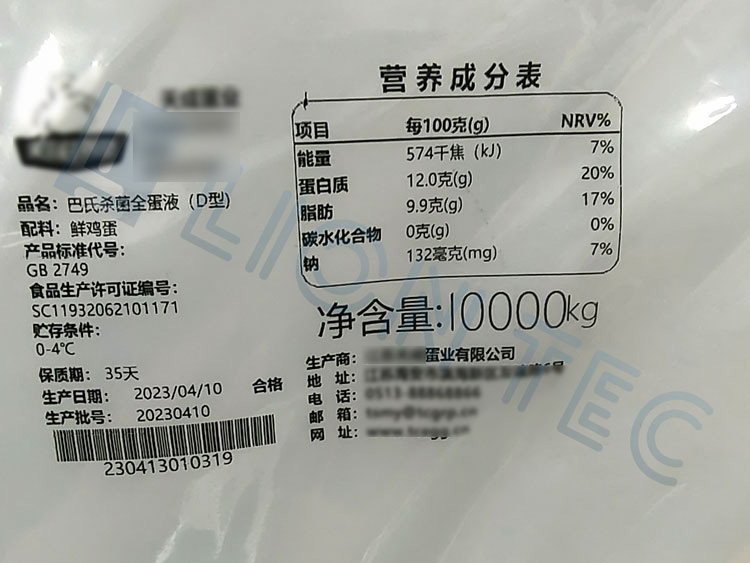 品名：巴氏杀菌全蛋液（D型）
配料：鲜鸡蛋
产品标准代号：
GB 2749
食品生产许可证编号：
SC11932062101171
贮存条件：
0-4℃
保质期：35天
生产日期：2023/04/10 合格
生产批号：20230410
230413010319
营养成分表
项目 每100克(g) NRV%
能量 574千焦（kJ） 7%
蛋白质 12.0克(g) 20%
脂肪 9.9克(g) 17%
碳水化合物 0克(g) 0%
钠 132毫克(mg) 7%
净含量:10000kg
生产商：蛋业有限公司
地 址：
电 话：
邮 箱：
网 址：
LIONTEC